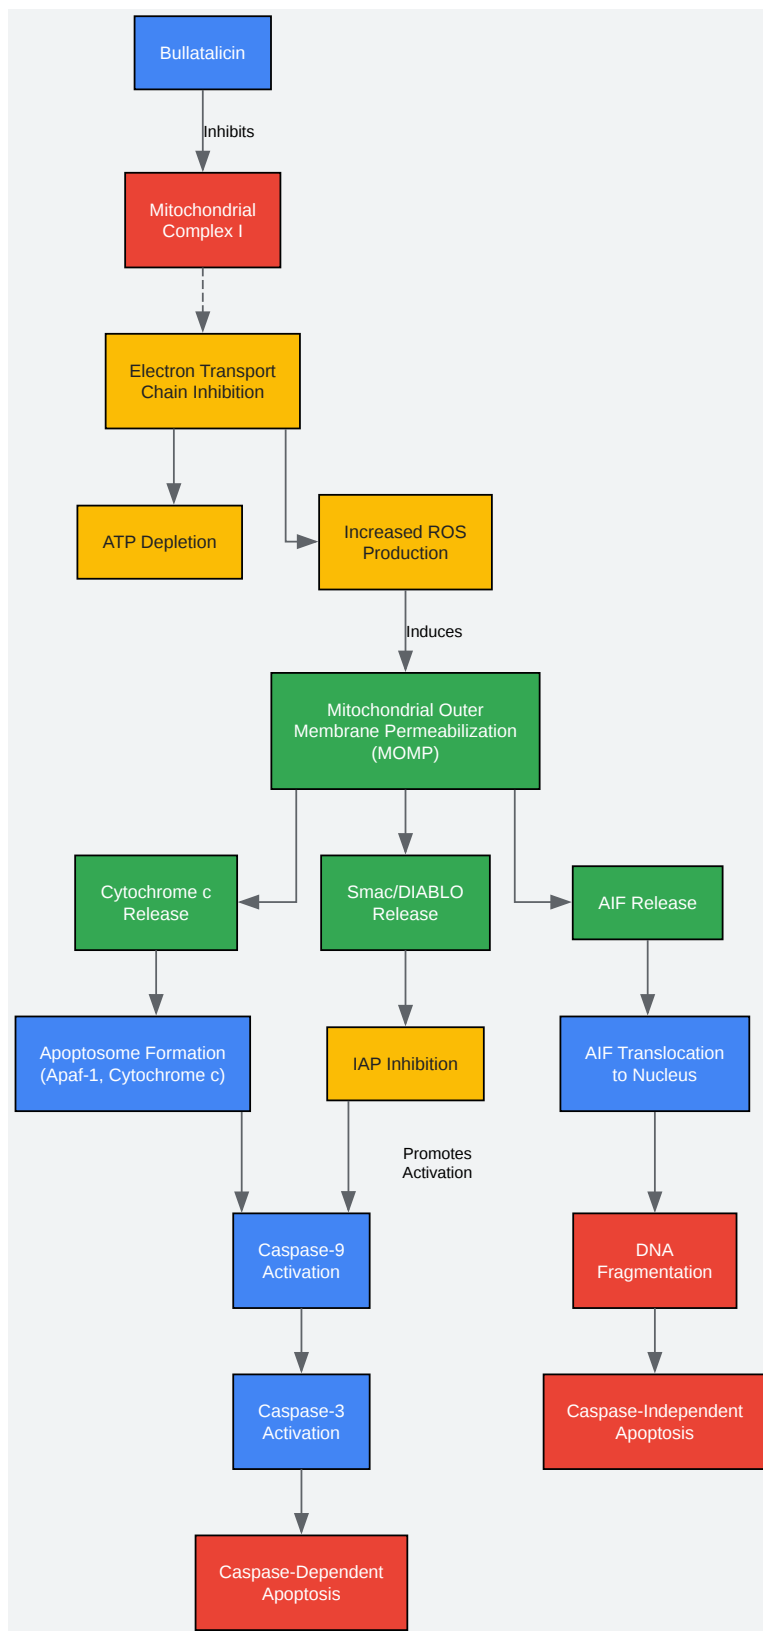 Bullatalicin
Inhibits
Mitochondrial
Complex I
Electron Transport
Chain Inhibition
ATP Depletion
Increased ROS
Production
Induces
Mitochondrial Outer
Membrane Permeabilization
(MOMP)
Cytochrome c
Release
Smac/DIABLO
Release
AIF Release
Apoptosome Formation
(Apaf-1, Cytochrome c)
IAP Inhibition
AIF Translocation
to Nucleus
Promotes
Activation
Caspase-9
Activation
DNA
Fragmentation
Caspase-3
Activation
Caspase-Independent
Apoptosis
Caspase-Dependent
Apoptosis